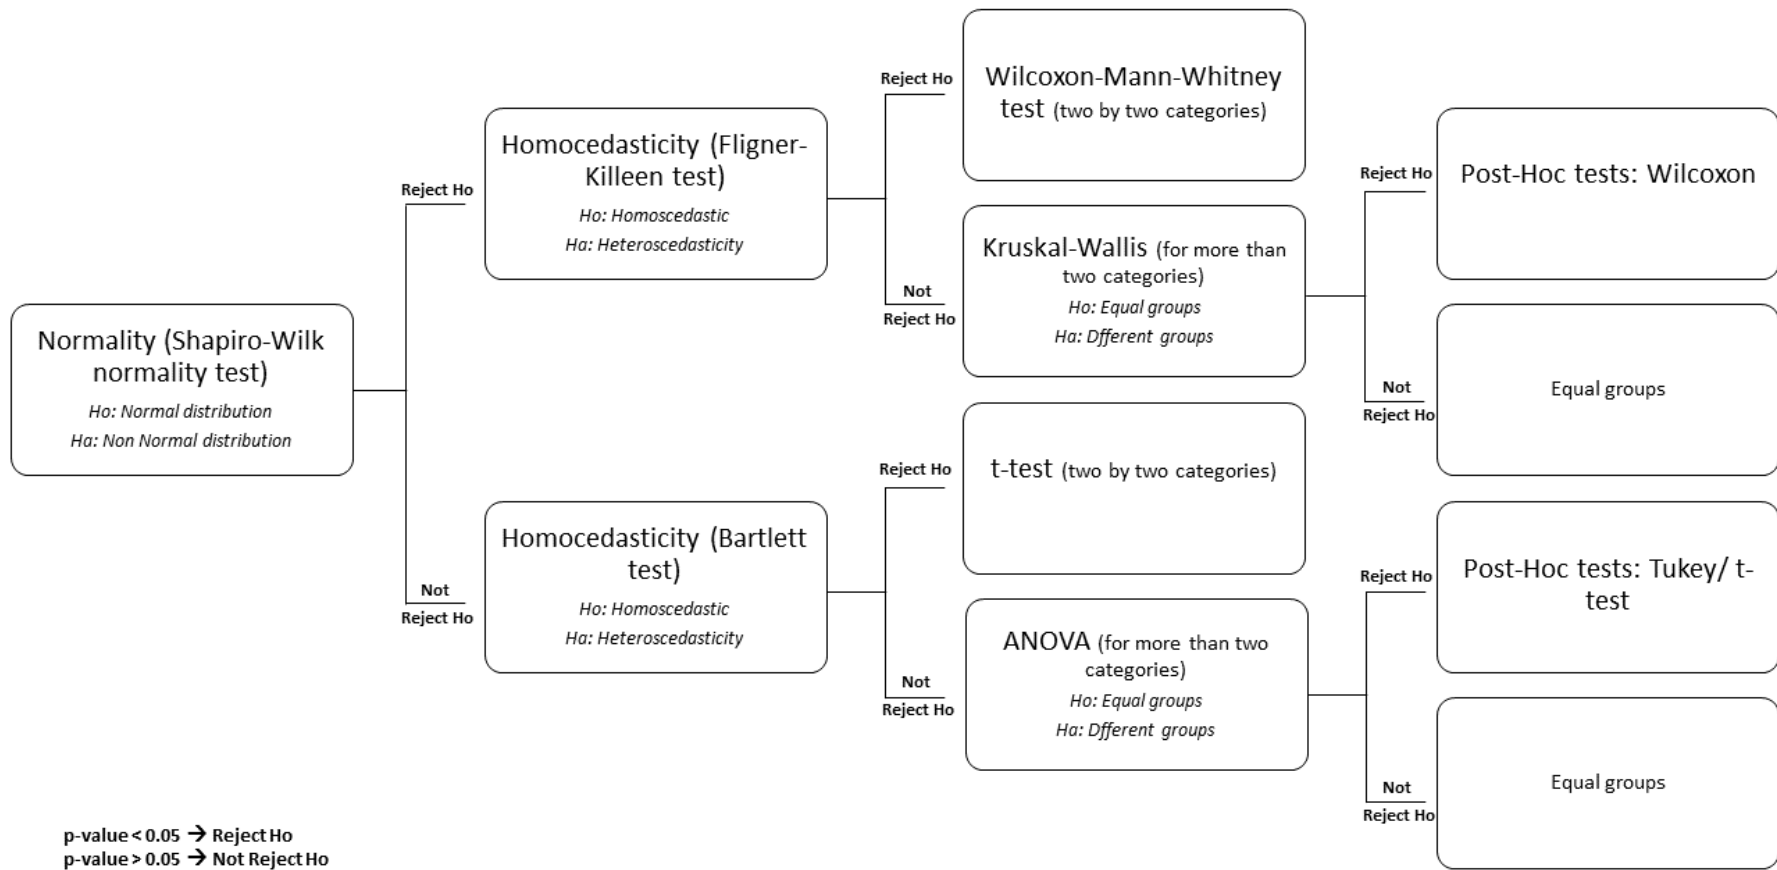 Normality (Shapiro-Wilk
normality test)
Ho: Normal distribution
Ha: Non Normal distribution
Reject Ho
Not
Reject Ho
Homocedasticity (Fligner-
Killeen test)
Ho: Homoscedastic
Ha: Heteroscedasticity
Reject Ho
Not
Reject Ho
Wilcoxon-Mann-Whitney
test (two by two categories)
Kruskal-Wallis (for more than
two categories)
Ho: Equal groups
Ha: Dfferent groups
Reject Ho
Not
Reject Ho
Post-Hoc tests: Wilcoxon
Equal groups
Homocedasticity (Bartlett
test)
Ho: Homoscedastic
Ha: Heteroscedasticity
Reject Ho
Not
Reject Ho
t-test (two by two categories)
ANOVA (for more than two
categories)
Ho: Equal groups
Ha: Dfferent groups
Reject Ho
Not
Reject Ho
Post-Hoc tests: Tukey/ t-
test
Equal groups
p-value < 0.05 → Reject Ho
p-value > 0.05 → Not Reject Ho